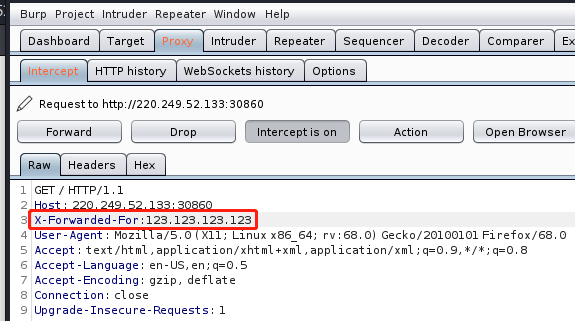 Burp Project Intruder Repeater Window Help
Dashboard Target Proxy Intruder Repeater Sequencer Decoder Comparer
Intercept HTTP history WebSockets history Options
Request to http://220.249.52.133:30860
Forward Drop Intercept is on Action Open Browser
Raw Headers Hex
1 GET / HTTP/1.1
2 Host: 220.249.52.133:30860
3 X-Forwarded-For:123.123.123.123
4 User-Agent: Mozilla/5.0 (X11; Linux x86_64; rv:68.0) Gecko/20100101 Firefox/68.0
5 Accept: text/html,application/xhtml+xml,application/xml;q=0.9,*/*;q=0.8
6 Accept-Language: en-US,en;q=0.5
7 Accept-Encoding: gzip, deflate
8 Connection: close
9 Upgrade-Insecure-Requests: 1